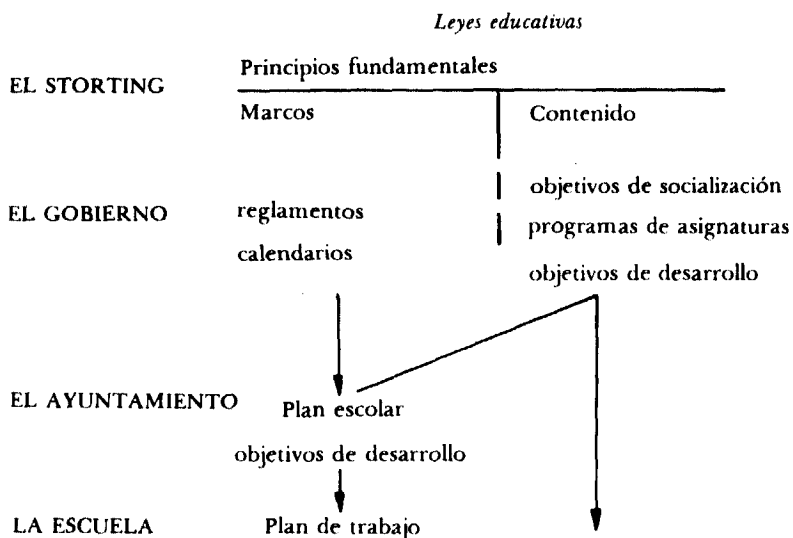 Leyes educativas
EL STORTING
Principios fundamentales
Marcos
Contenido
EL GOBIERNO
reglamentos
calendarios
objetivos de socialización
programas de asignaturas
objetivos de desarrollo
EL AYUNTAMIENTO
Plan escolar
objetivos de desarrollo
LA ESCUELA
Plan de trabajo